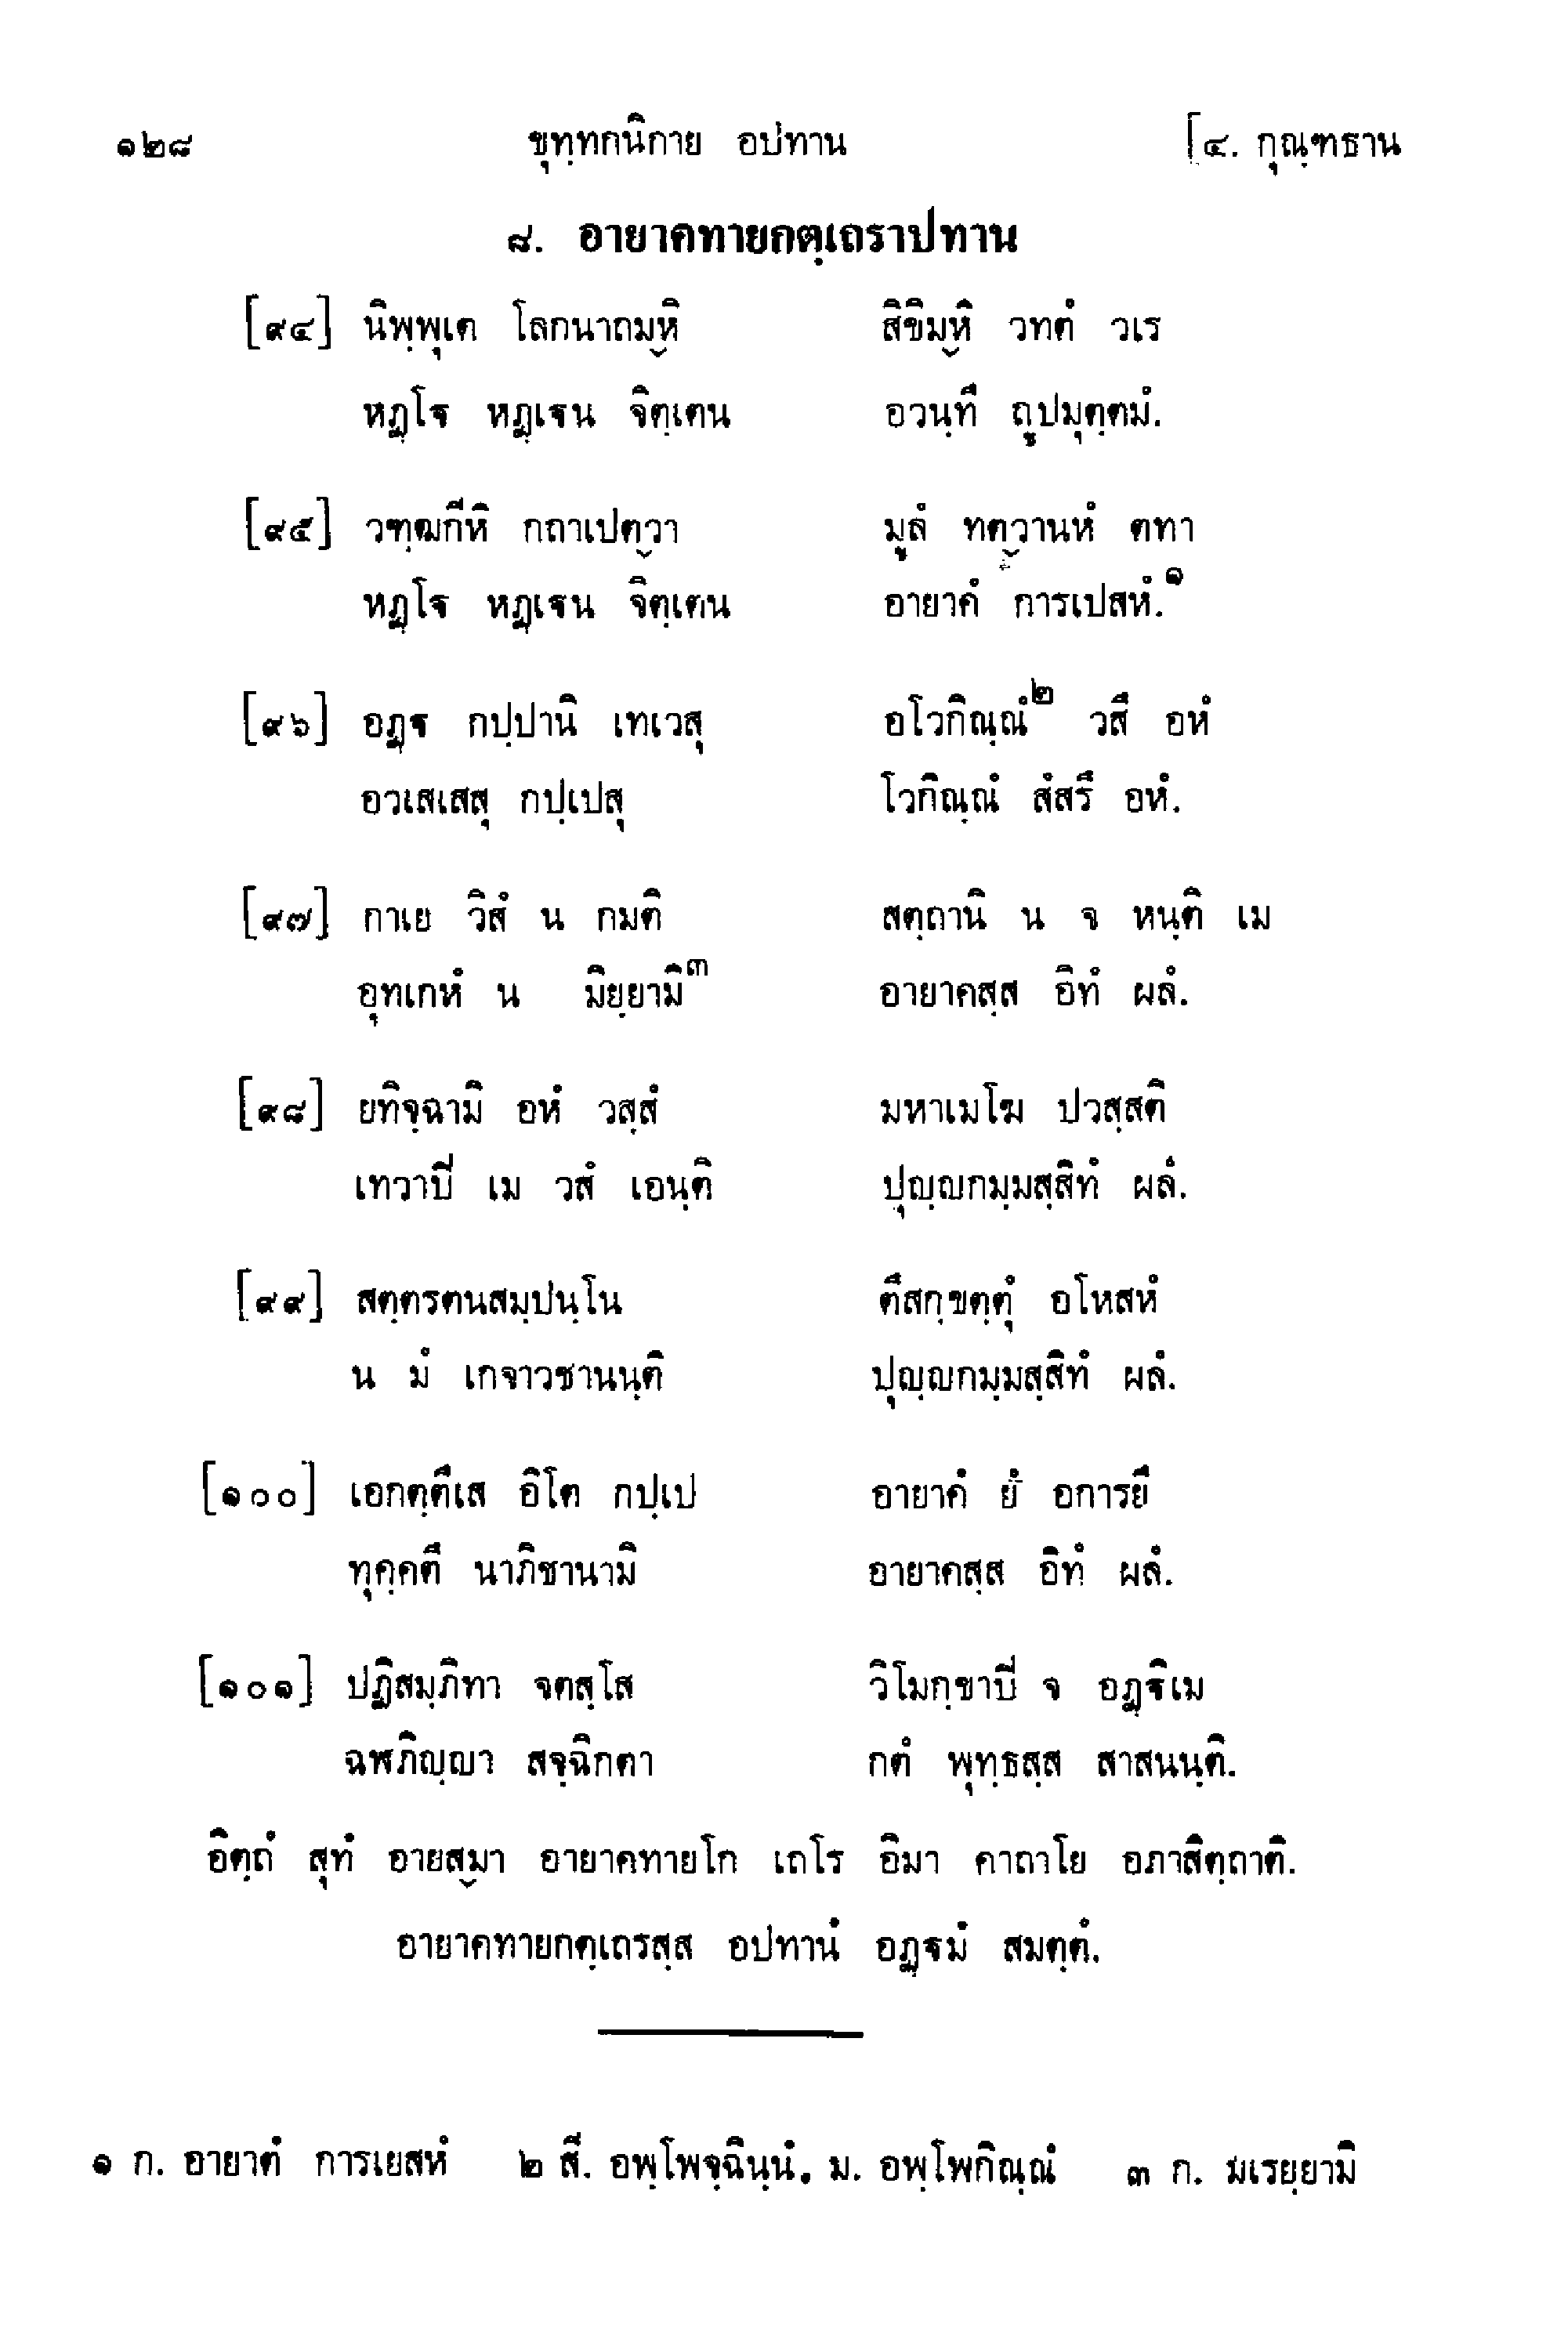 ๑๒๘ ขุทฺทกนิกาย อปทาน [๔. กุณฺฑธาน
๘. อายาคทายกตฺเถราปทาน
[๙๔] นิพฺพุเต โลกนาถมฺหิ สิขิมฺหิ วทตํ วเร
หฏฺโฐ หฏฺเฐน จิตฺเตน อวนฺทึ ถูปมุตฺตมํ.
[๙๕] วฑฺฒกีหิ กถาเปตฺวา มูลํ ทตฺวานหํ ตทา
หฏฺโฐ หฏฺเฐน จิตฺเตน อายาคํ การเปสหํ.๑
[๙๖] อฏฺฐ กปฺปานิ เทเวสุ อโวกิณฺณํ๒ วสึ อหํ
อวเสเสสุ กปฺเปสุ โวกิณฺณํ สํสรึ อหํ.
[๙๗] กาเย วิสํ น กมติ สตฺถานิ น จ หนฺติ เม
อุทเกหํ น มิยฺยามิ๓ อายาคสฺส อิทํ ผลํ.
[๙๘] ยทิจฺฉามิ อหํ วสฺสํ มหาเมโฆ ปวสฺสติ
เทวาปิ เม วสํ เอนฺติ ปุญฺญกมฺมสฺสิทํ ผลํ.
[๙๙] สตฺตรตนสมฺปนฺโน ตึสกฺขตฺตุํ อโหสหํ
น มํ เกจาวชานนฺติ ปุญฺญกมฺมสฺสิทํ ผลํ.
[๑๐๐] เอกตฺตึเส อิโต กปฺเป อายาคํ ยํ อการยึ
ทุคฺคตึ นาภิชานามิ อายาคสฺส อิทํ ผลํ.
[๑๐๑] ปฏิสมฺภิทา จตสฺโส วิโมกฺขาปิ จ อฏฺฐิเม
ฉฬภิญฺญา สจฺฉิกตา กตํ พุทฺธสฺส สาสนนฺติ.
อิตฺถํ สุทํ อายสฺมา อายาคทายโก เถโร อิมา คาถาโย อภาสิตฺถาติ.
อายาคทายกตฺเถรสฺส อปทานํ อฏฺฐมํ สมตฺตํ.
๑ ก. อายาตํ การเยสหํ ๒ สี. อพฺโพจฺฉินฺนํ. ม. อพฺโพกิณฺณํ ๓ ก. มเรยฺยามิ